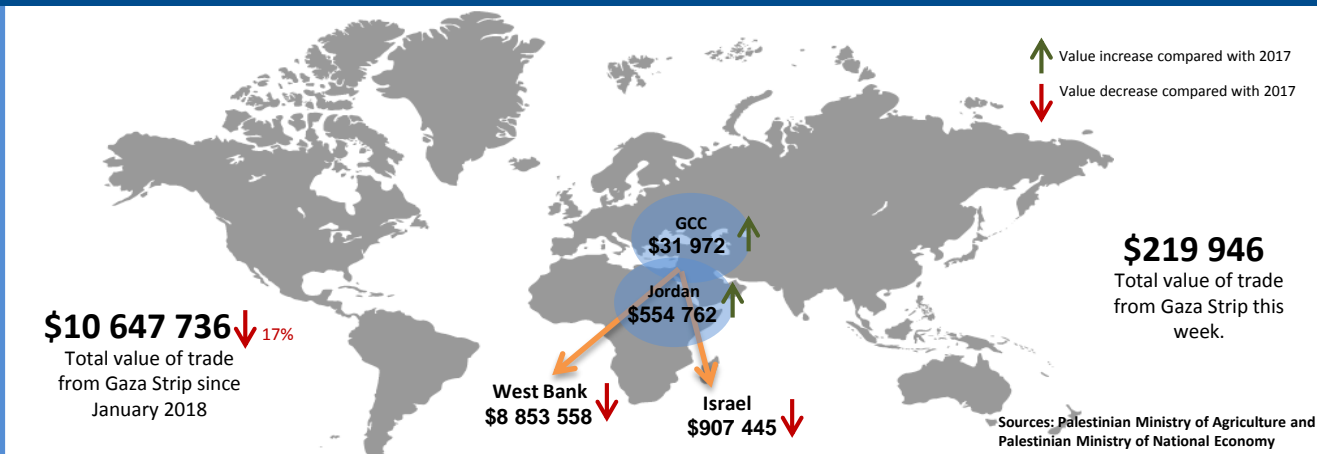 Value increase compared with 2017
Value decrease compared with 2017
GCC
$31 972
Jordan
$554 762
$10 647 736 17%
Total value of trade
from Gaza Strip since
January 2018
West Bank
$8 853 558
Israel
$907 445
$219 946
Total value of trade
from Gaza Strip this
week.
Sources: Palestinian Ministry of Agriculture and
Palestinian Ministry of National Economy